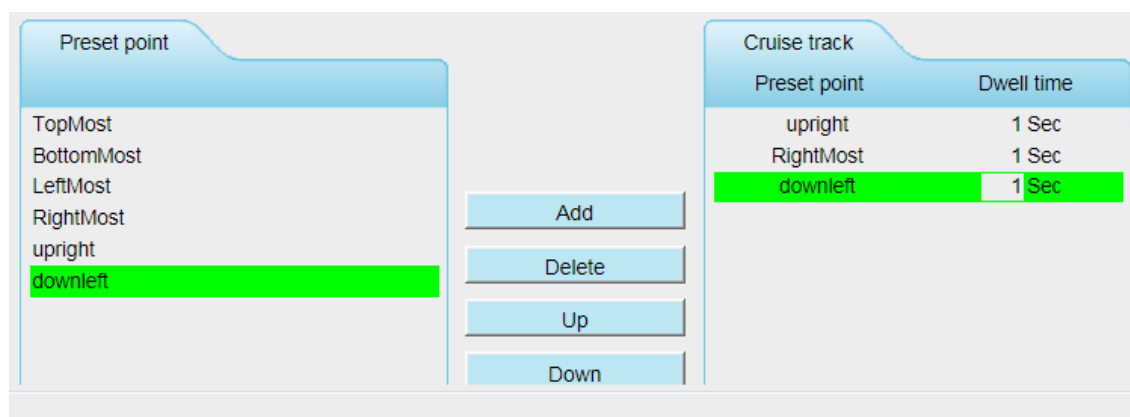 Preset point
TopMost
BottomMost
LeftMost
RightMost
upright
downleft
Add
Delete
Up
Down
Cruise track
Preset point Dwell time
upright 1 Sec
RightMost 1 Sec
downleft 1 Sec